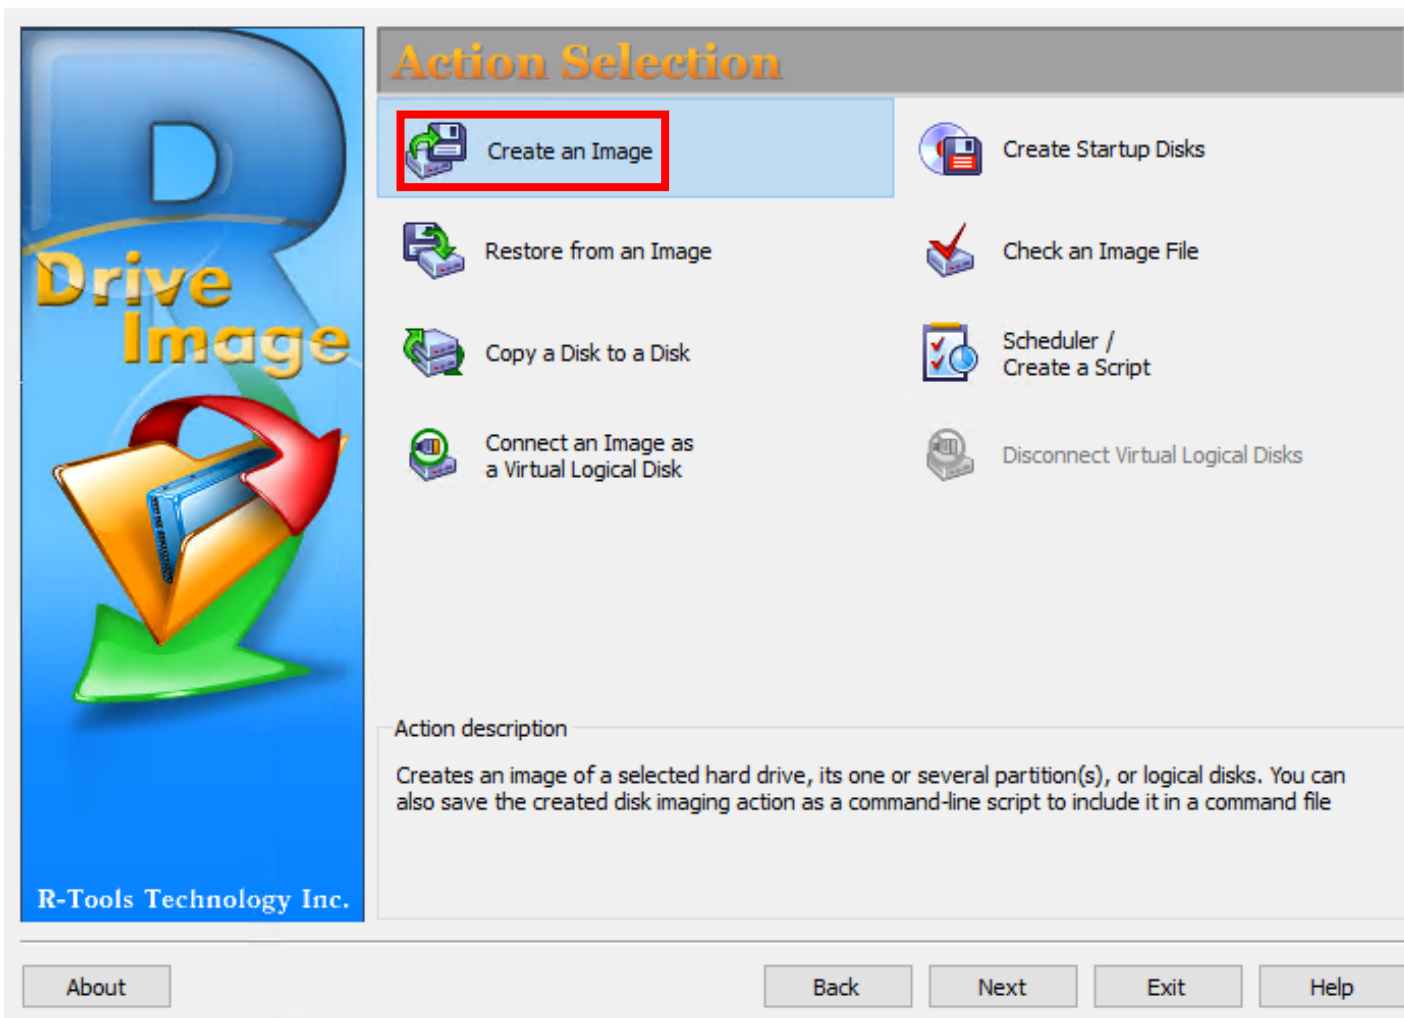 Drive
Image
R-Tools Technology Inc.
Action Selection
Create an Image
Create Startup Disks
Restore from an Image
Check an Image File
Copy a Disk to a Disk
Scheduler /
Create a Script
Connect an Image as
a Virtual Logical Disk
Disconnect Virtual Logical Disks
Action description
Creates an image of a selected hard drive, its one or several partition(s), or logical disks. You can
also save the created disk imaging action as a command-line script to include it in a command file
About
Back
Next
Exit
Help